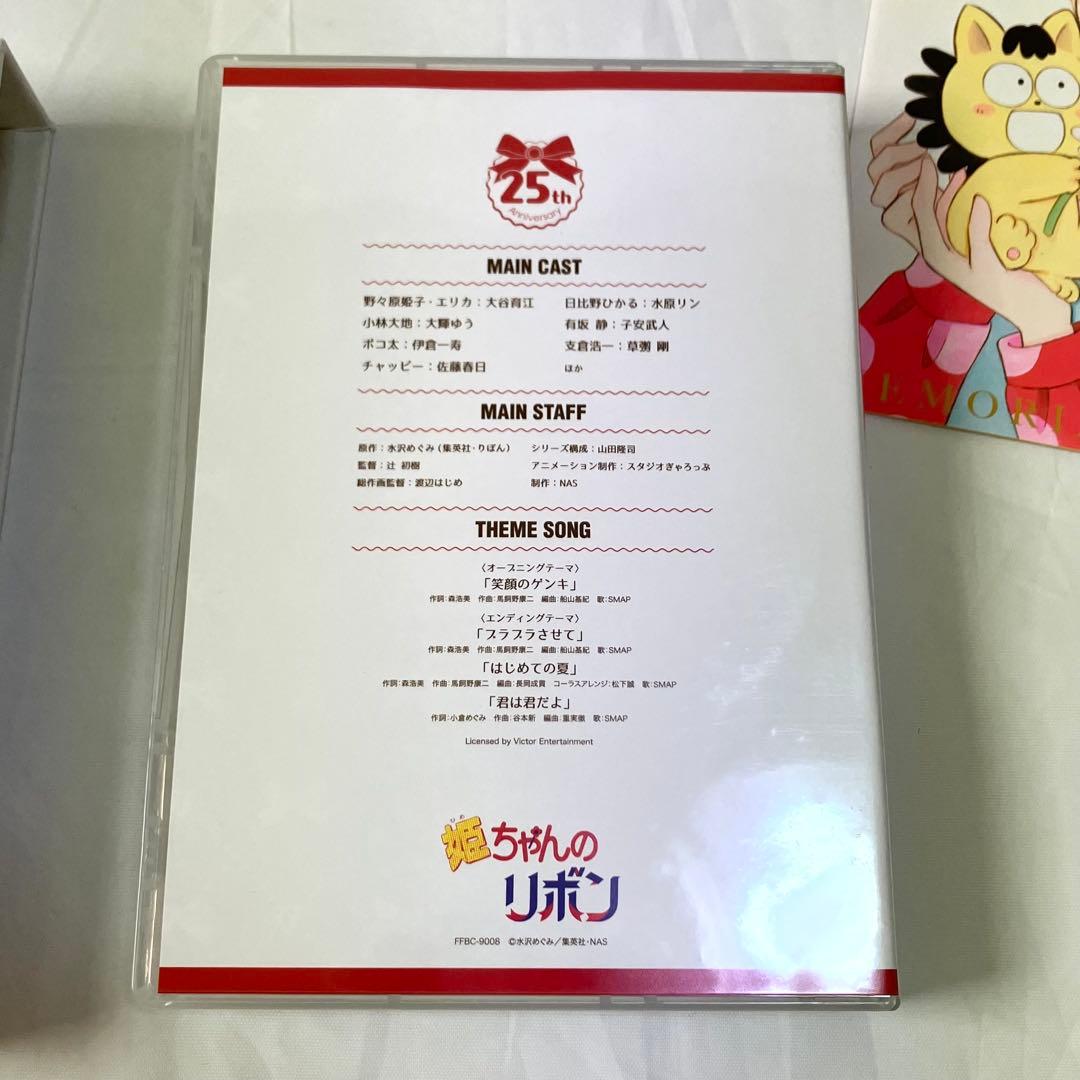 25th
Anniversary
MAIN CAST
野々原姫子・エリカ：大谷育江　日比野ひかる：水原リン
小林大地：大輝ゆう　有坂 静：子安武人
ポコ太：伊倉一寿　支倉浩一：草彅 剛
チャッピー：佐藤春日　ほか
MAIN STAFF
原作：水沢めぐみ（集英社・りぼん）　シリーズ構成：山田隆司
監督：辻 初樹　アニメーション制作：スタジオぎゃろっぷ
総作画監督：渡辺はじめ　制作：NAS
THEME SONG
〈オープニングテーマ〉
「笑顔のゲンキ」
作詞：森浩美　作曲：馬飼野康二　編曲：船山基紀　歌：SMAP
〈エンディングテーマ〉
「ブラブラさせて」
作詞：森浩美　作曲：馬飼野康二　編曲：船山基紀　歌：SMAP
「はじめての夏」
作詞：森浩美　作曲：馬飼野康二　編曲：長岡成貢　コーラスアレンジ：松下誠　歌：SMAP
「君は君だよ」
作詞：小倉めぐみ　作曲：谷本新　編曲：重実徹　歌：SMAP
Licensed by Victor Entertainment
ひめ
姫ちゃんの
リボン
FFBC-9008　©水沢めぐみ／集英社・NAS
EMORI